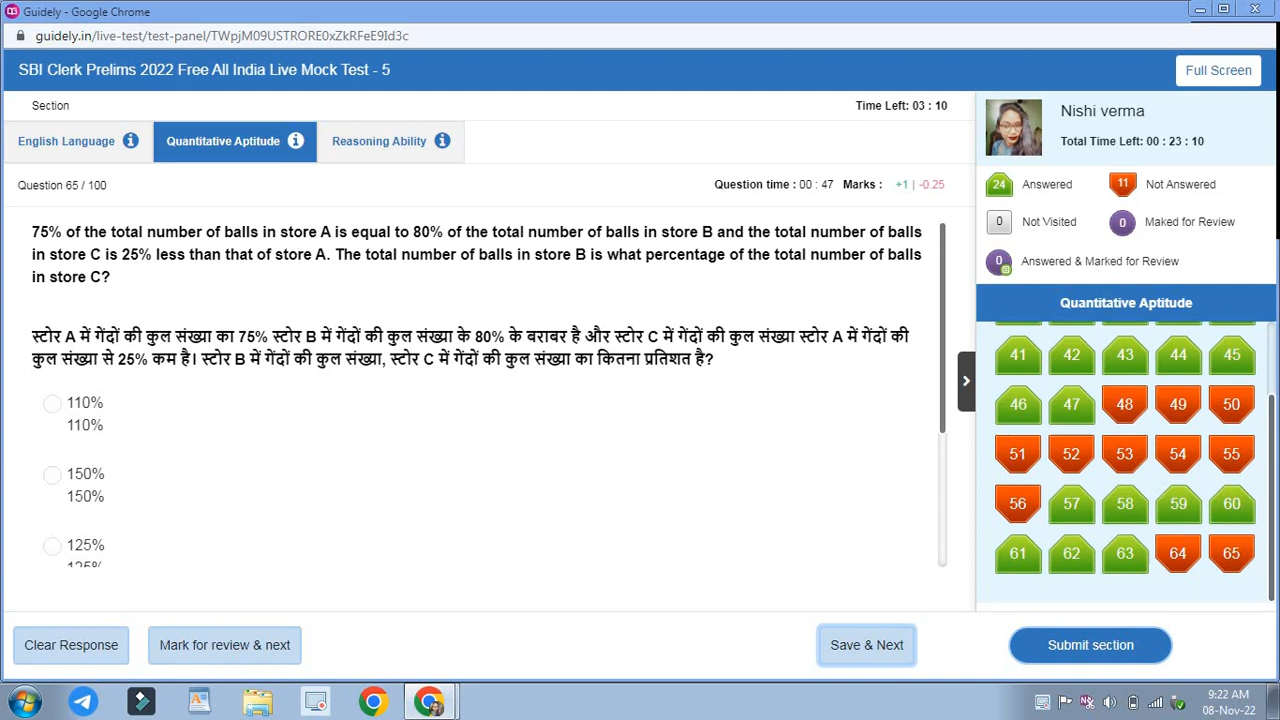 Guidely - Google Chrome
guidely.in/live-test/test-panel/TWpjM09USTRORE0xZkRFeE9Id3c
SBI Clerk Prelims 2022 Free All India Live Mock Test - 5
Full Screen
Section
Time Left: 03 : 10
English Language
Quantitative Aptitude
Reasoning Ability
Nishi verma
Total Time Left: 00 : 23 : 10
Question 65 / 100
Question time : 00 : 47 Marks : +1 | -0.25
24 Answered
11 Not Answered
0 Not Visited
0 Maked for Review
0 Answered & Marked for Review
75% of the total number of balls in store A is equal to 80% of the total number of balls in store B and the total number of balls
in store C is 25% less than that of store A. The total number of balls in store B is what percentage of the total number of balls
in store C?
स्टोर A में गेंदों की कुल संख्या का 75% स्टोर B में गेंदों की कुल संख्या के 80% के बराबर है और स्टोर C में गेंदों की कुल संख्या स्टोर A में गेंदों की
कुल संख्या से 25% कम है। स्टोर B में गेंदों की कुल संख्या, स्टोर C में गेंदों की कुल संख्या का कितना प्रतिशत है?
110%
110%
150%
150%
125%
125%
Quantitative Aptitude
41 42 43 44 45
46 47 48 49 50
51 52 53 54 55
56 57 58 59 60
61 62 63 64 65
Clear Response
Mark for review & next
Save & Next
Submit section
9:22 AM
08-Nov-22